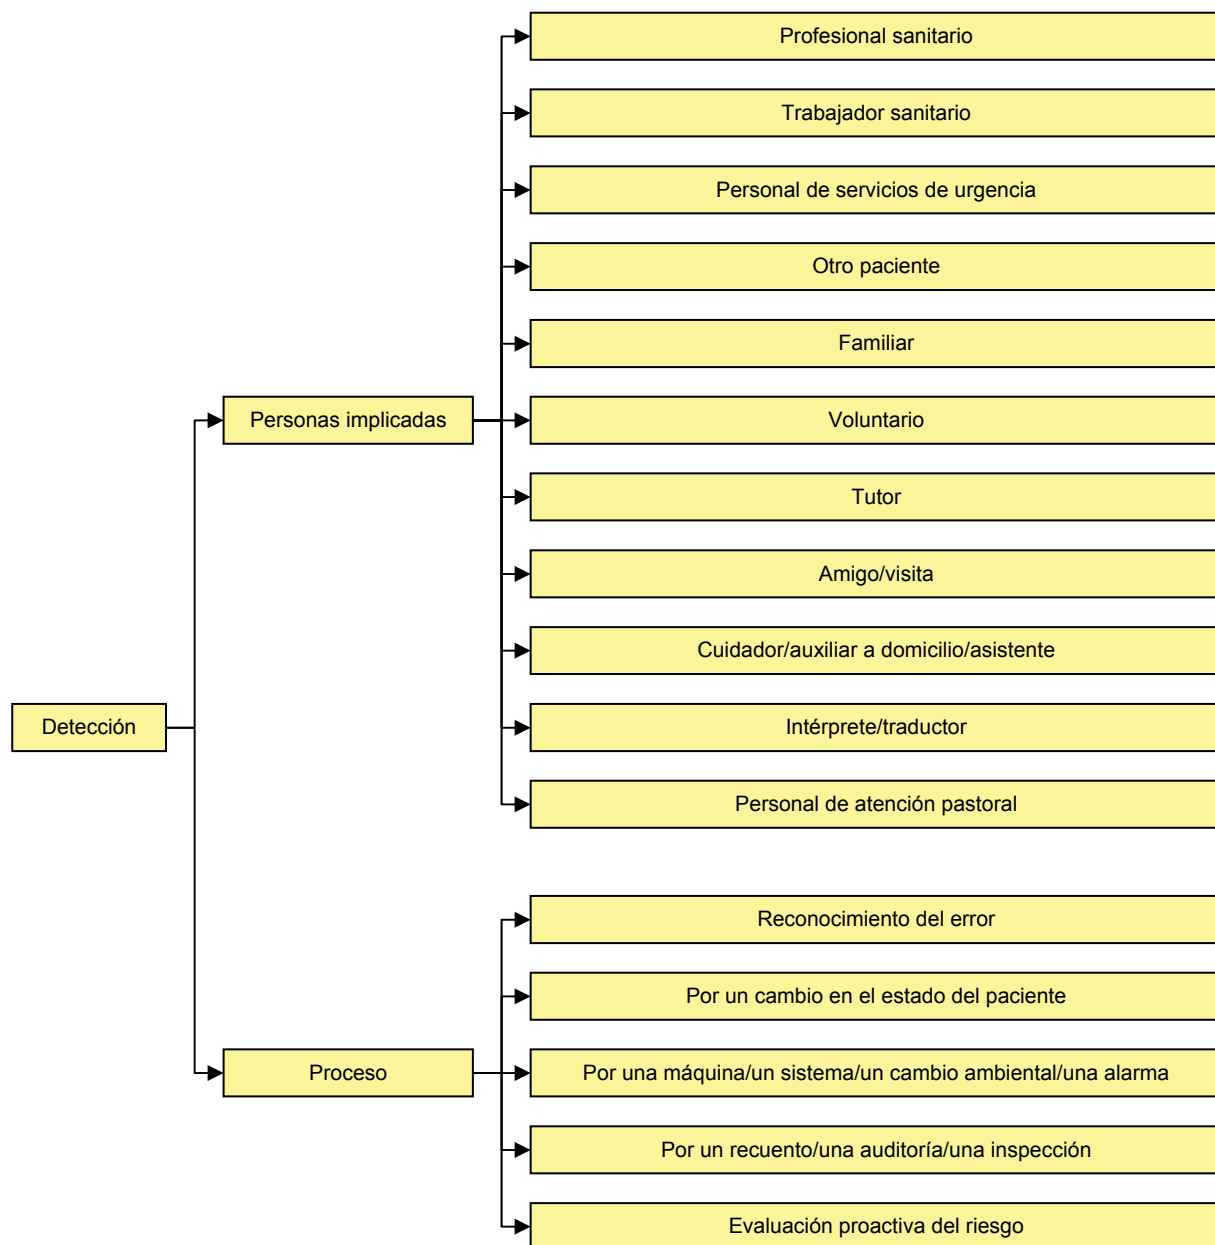 Profesional sanitario
Trabajador sanitario
Personal de servicios de urgencia
Otro paciente
Familiar
Personas implicadas
Voluntario
Tutor
Amigo/visita
Cuidador/auxiliar a domicilio/asistente
Detección
Intérprete/traductor
Personal de atención pastoral
Reconocimiento del error
Por un cambio en el estado del paciente
Proceso
Por una máquina/un sistema/un cambio ambiental/una alarma
Por un recuento/una auditoría/una inspección
Evaluación proactiva del riesgo